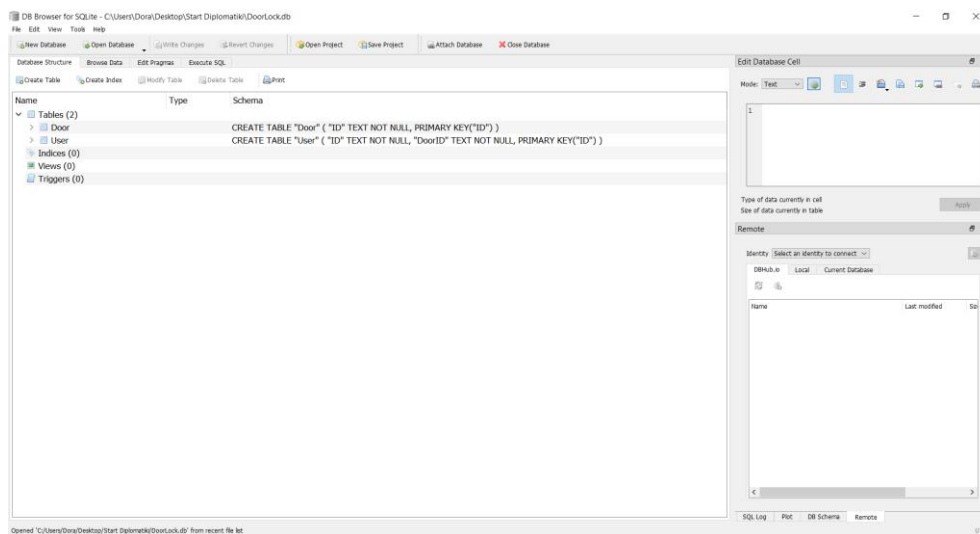 DB Browser for SQLite - C:\Users\Dora\Desktop\Start Diplomatiki\DoorLock.db
File Edit View Tools Help
New Database Open Database Write Changes Revert Changes Open Project Save Project Attach Database Close Database
Database Structure Browse Data Edit Pragmas Execute SQL
Create Table Create Index Modify Table Delete Table Print
Name Type Schema
Tables (2)
Door CREATE TABLE "Door" ( "ID" TEXT NOT NULL, PRIMARY KEY("ID") )
User CREATE TABLE "User" ( "ID" TEXT NOT NULL, "DoorID" TEXT NOT NULL, PRIMARY KEY("ID") )
Indices (0)
Views (0)
Triggers (0)
Edit Database Cell
Mode: Text
1
Type of data currently in cell
Size of data currently in table
Apply
Remote
Identity Select an identity to connect
DBHub.io Local Current Database
Name Last modified
SQL Log Plot DB Schema Remote
Opened 'C:/Users/Dora/Desktop/Start Diplomatiki/DoorLock.db' from recent file list